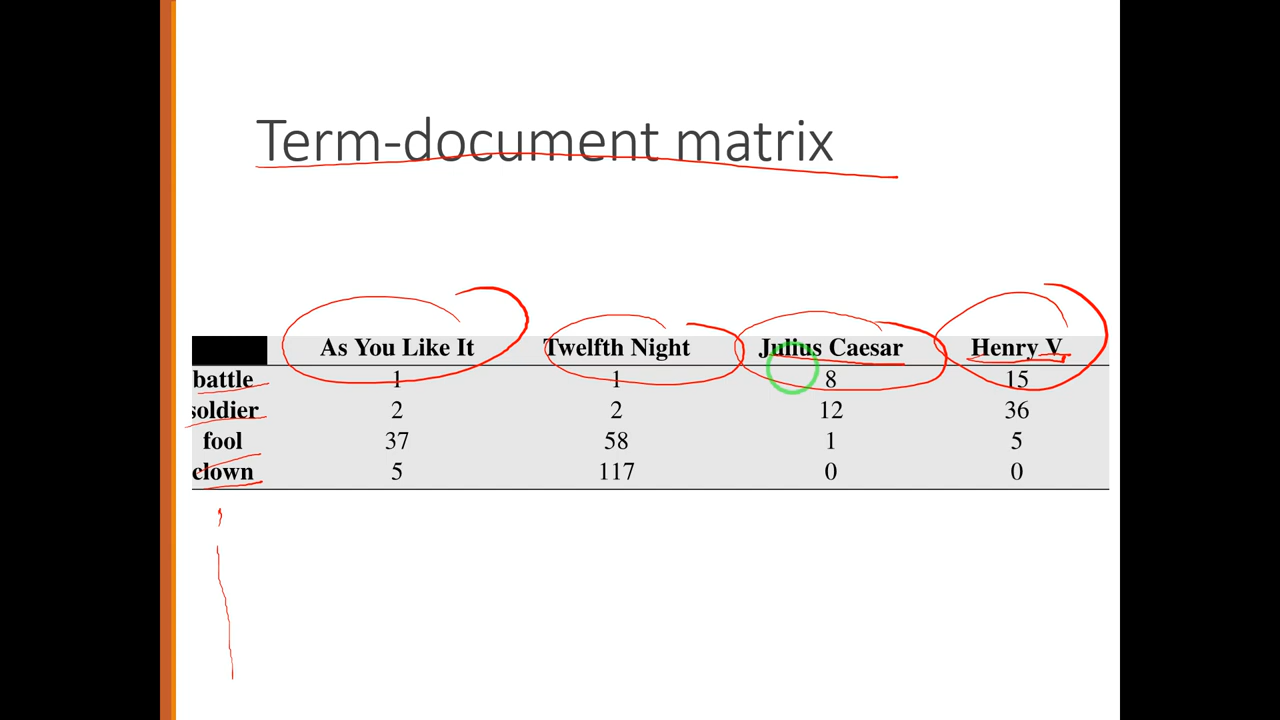 Term-document matrix
As You Like It Twelfth Night Julius Caesar Henry V
battle 1 1 8 15
soldier 2 2 12 36
fool 37 58 1 5
clown 5 117 0 0